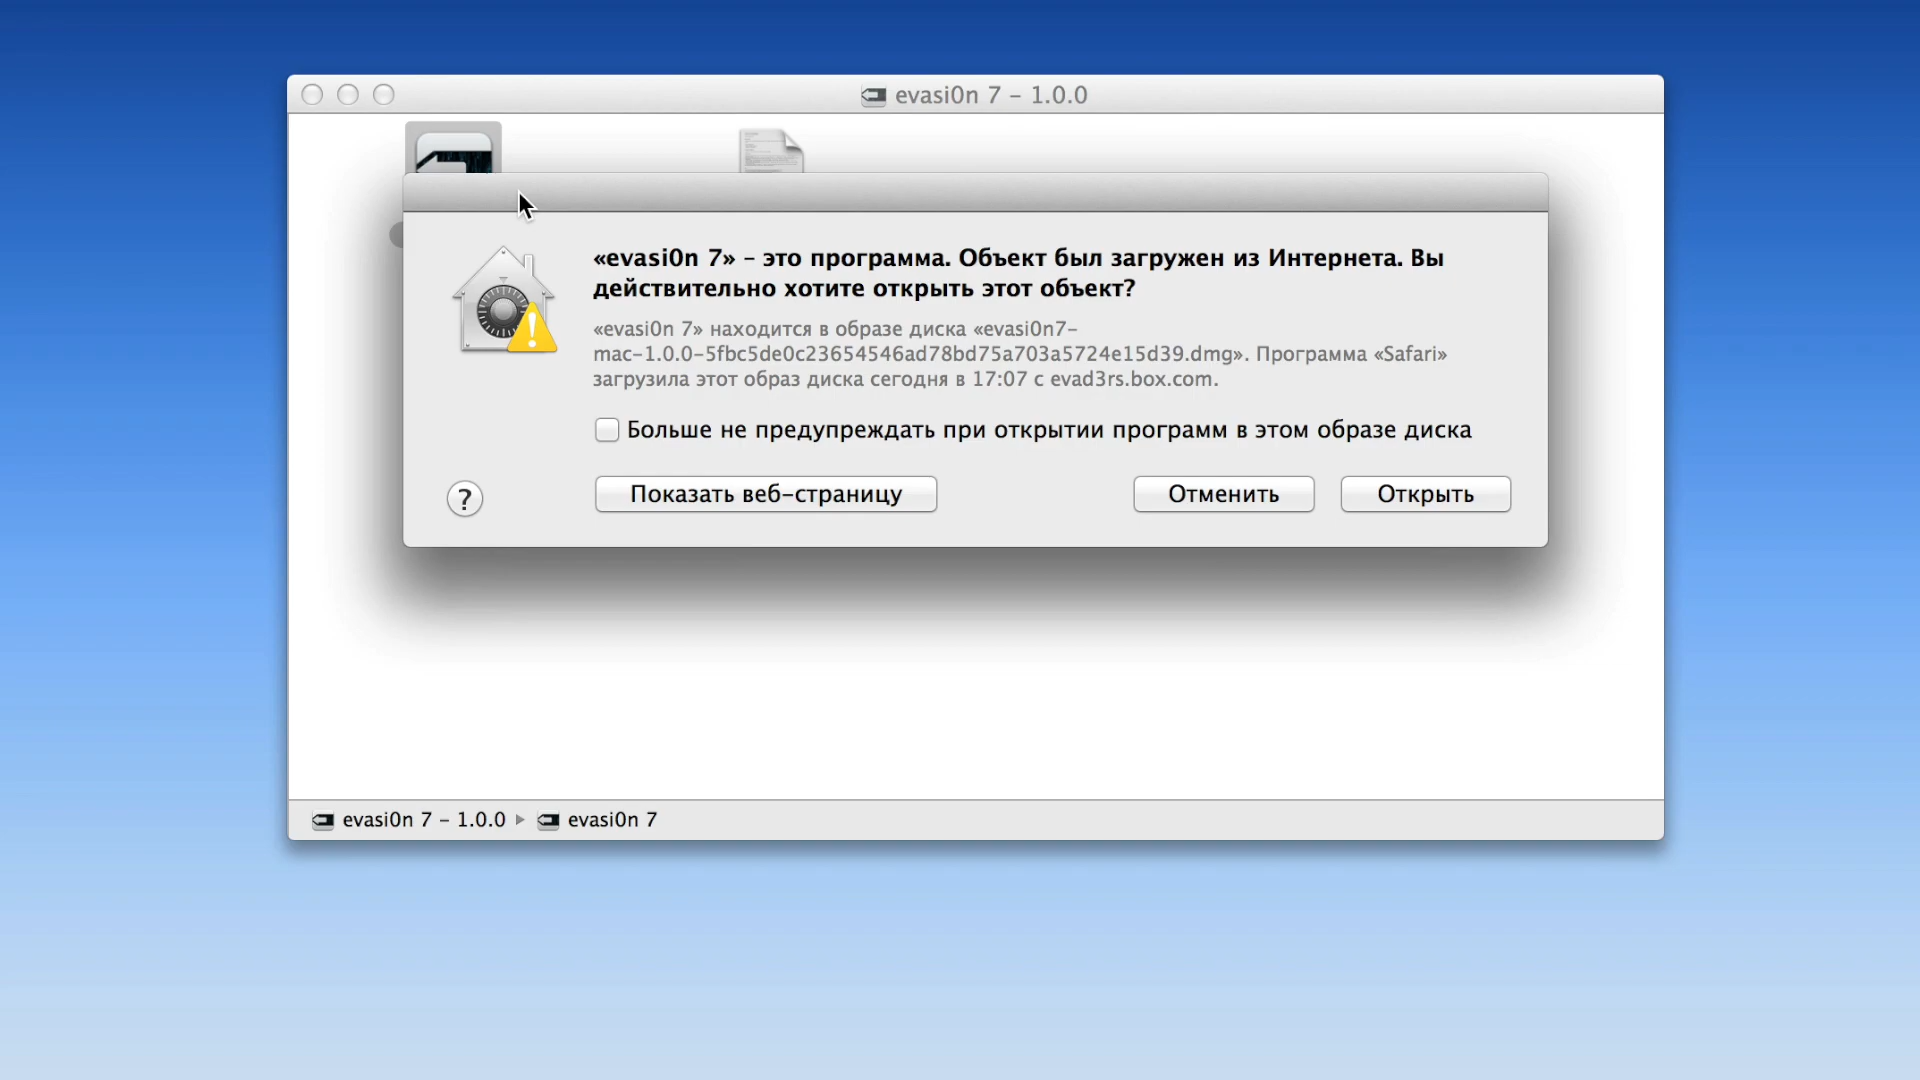 evasi0n 7 – 1.0.0
«evasi0n 7» – это программа. Объект был загружен из Интернета. Вы
действительно хотите открыть этот объект?
«evasi0n 7» находится в образе диска «evasi0n7-
mac-1.0.0-5fbc5de0c23654546ad78bd75a703a5724e15d39.dmg». Программа «Safari»
загрузила этот образ диска сегодня в 17:07 с evad3rs.box.com.
Больше не предупреждать при открытии программ в этом образе диска
?
Показать веб-страницу
Отменить
Открыть
evasi0n 7 – 1.0.0
evasi0n 7